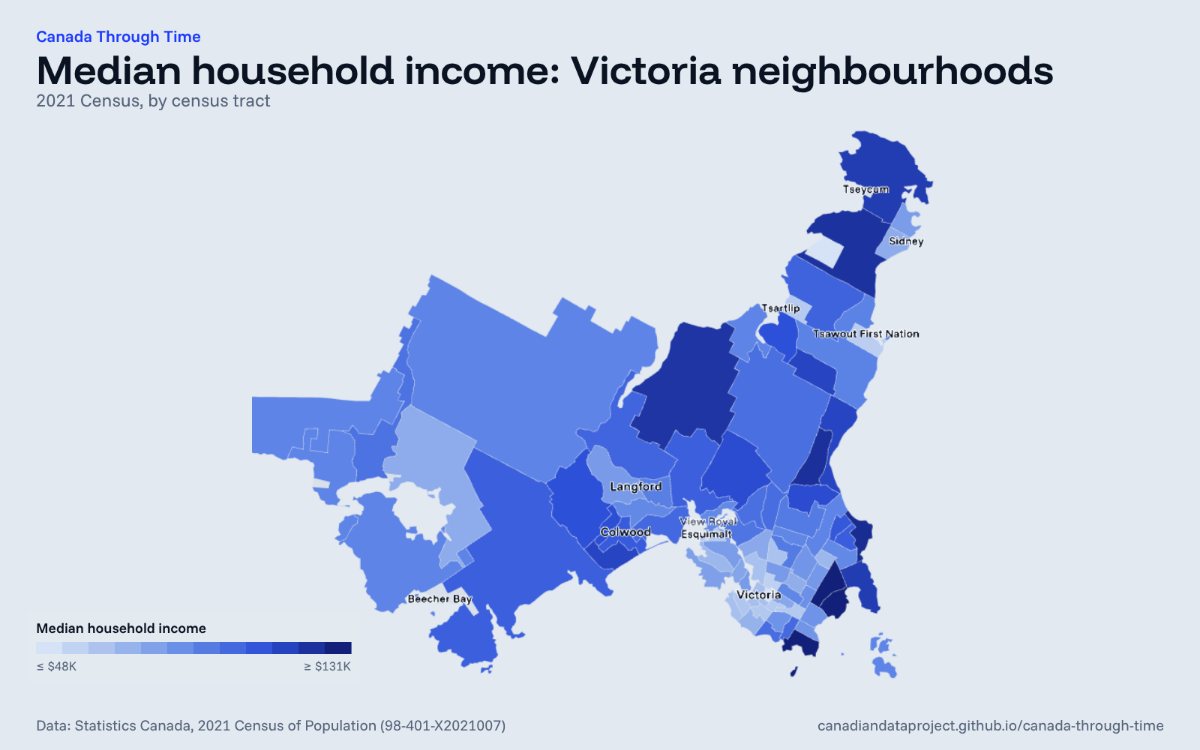 Canada Through Time
Median household income: Victoria neighbourhoods
2021 Census, by census tract
Tseycum
Sidney
Tsartlip
Tsawout First Nation
Langford
View Royal
Colwood
Esquimalt
Victoria
Beecher Bay
Median household income
≤ $48K
≥ $131K
Data: Statistics Canada, 2021 Census of Population (98-401-X2021007)
canadiandataproject.github.io/canada-through-time